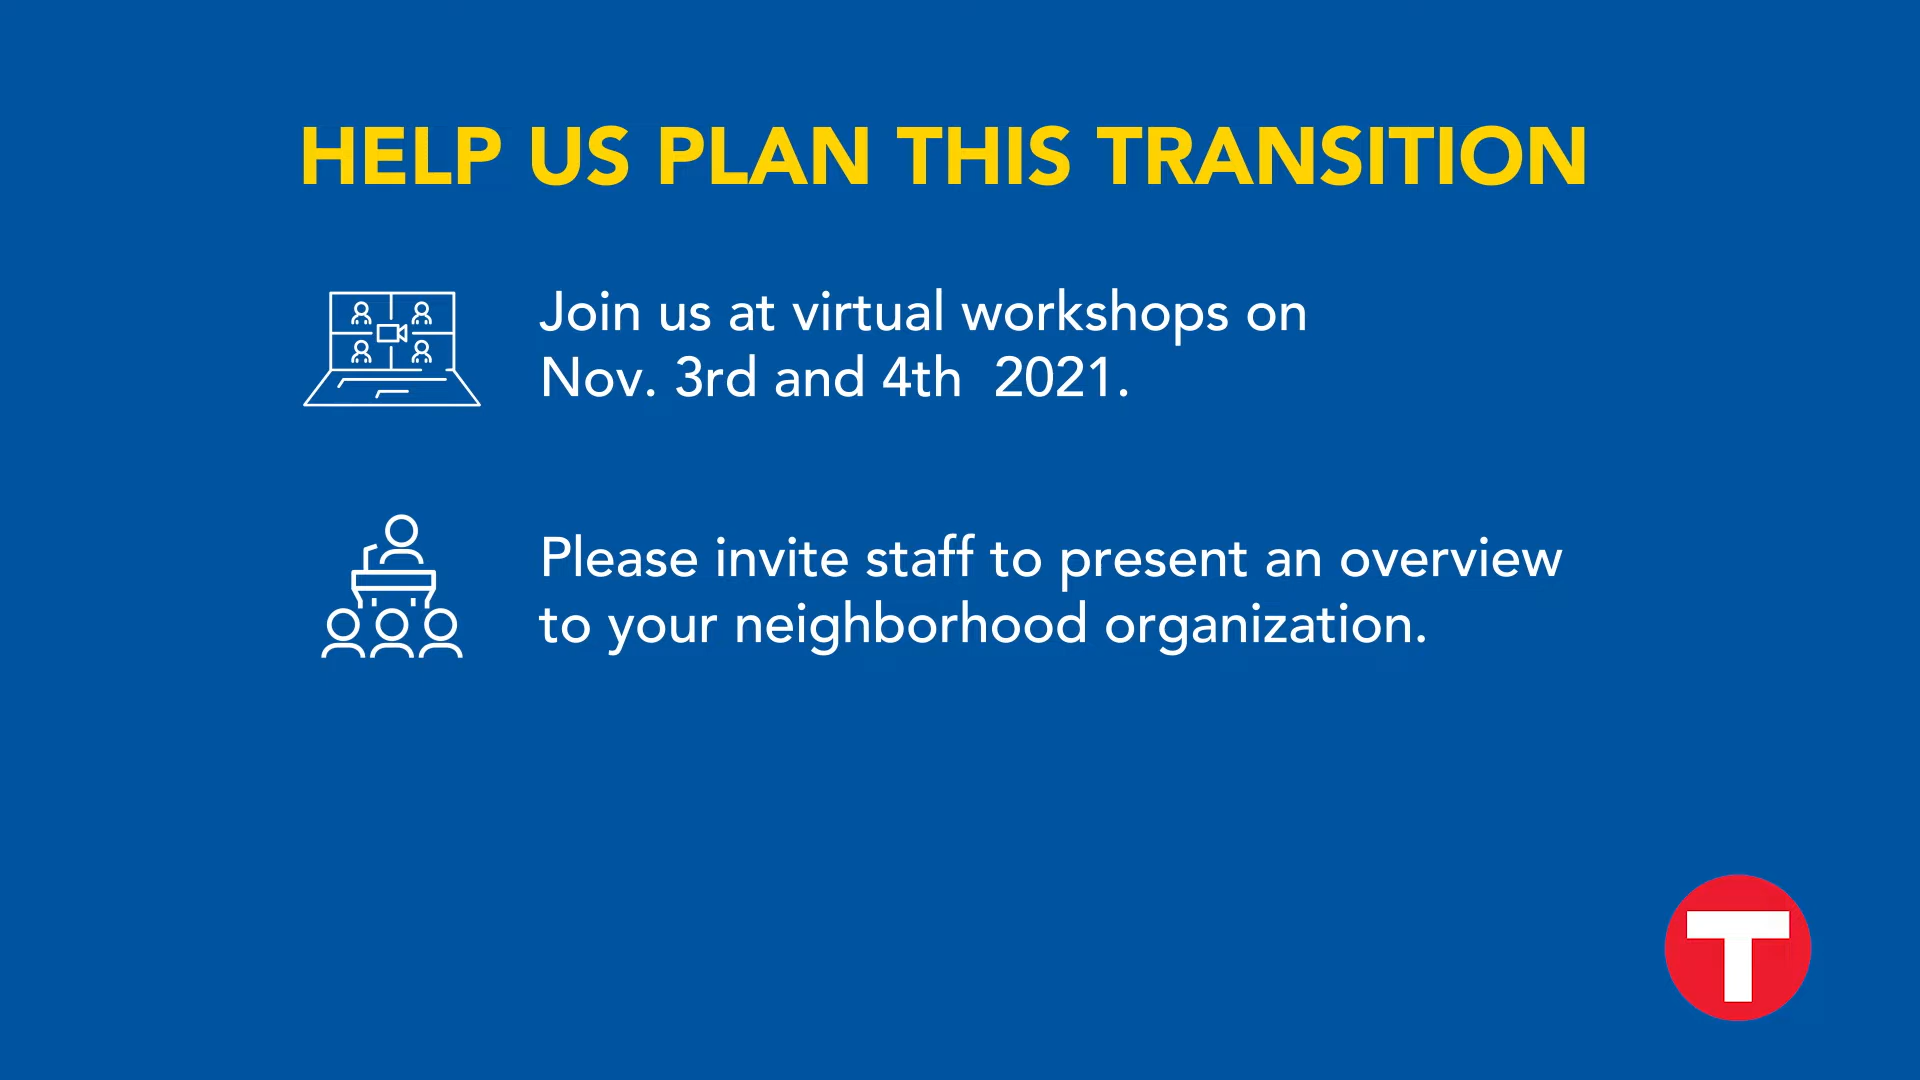 HELP US PLAN THIS TRANSITION
Join us at virtual workshops on
Nov. 3rd and 4th  2021.
Please invite staff to present an overview
to your neighborhood organization.
T